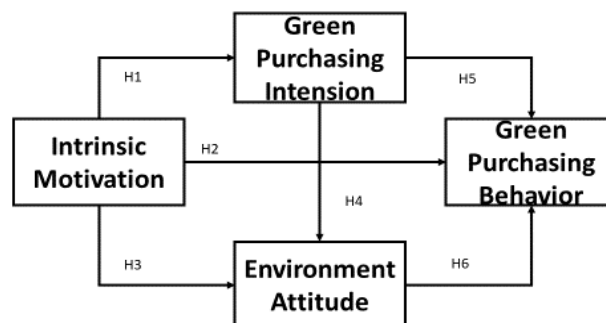 Green
Purchasing
Intension
H1
H5
Intrinsic
Motivation
H2
Green
Purchasing
Behavior
H4
H3
Environment
Attitude
H6